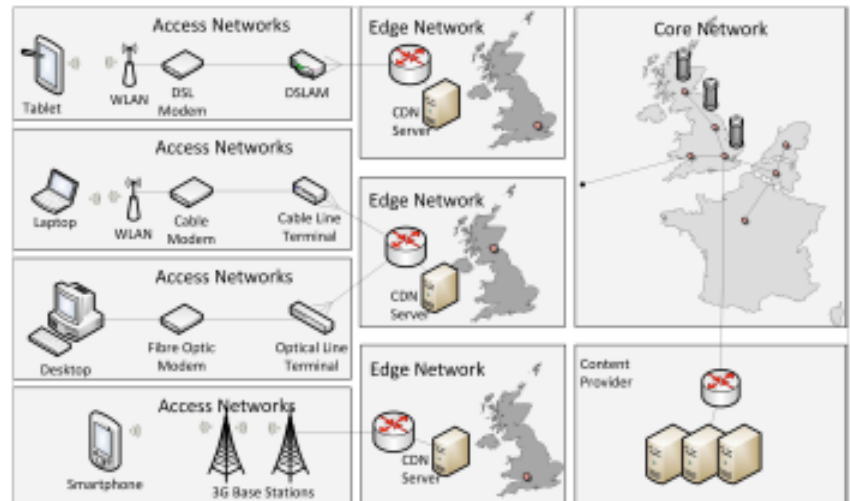 Access Networks
Tablet
WLAN
DSL
Modem
DSLAM
Edge Network
CDN
Server
Core Network
Access Networks
Laptop
WLAN
Cable
Modem
Cable Line
Terminal
Edge Network
CDN
Server
Access Networks
Desktop
Fibre Optic
Modem
Optical Line
Terminal
Access Networks
Smartphone
3G Base Stations
Edge Network
CDN
Server
Content
Provider